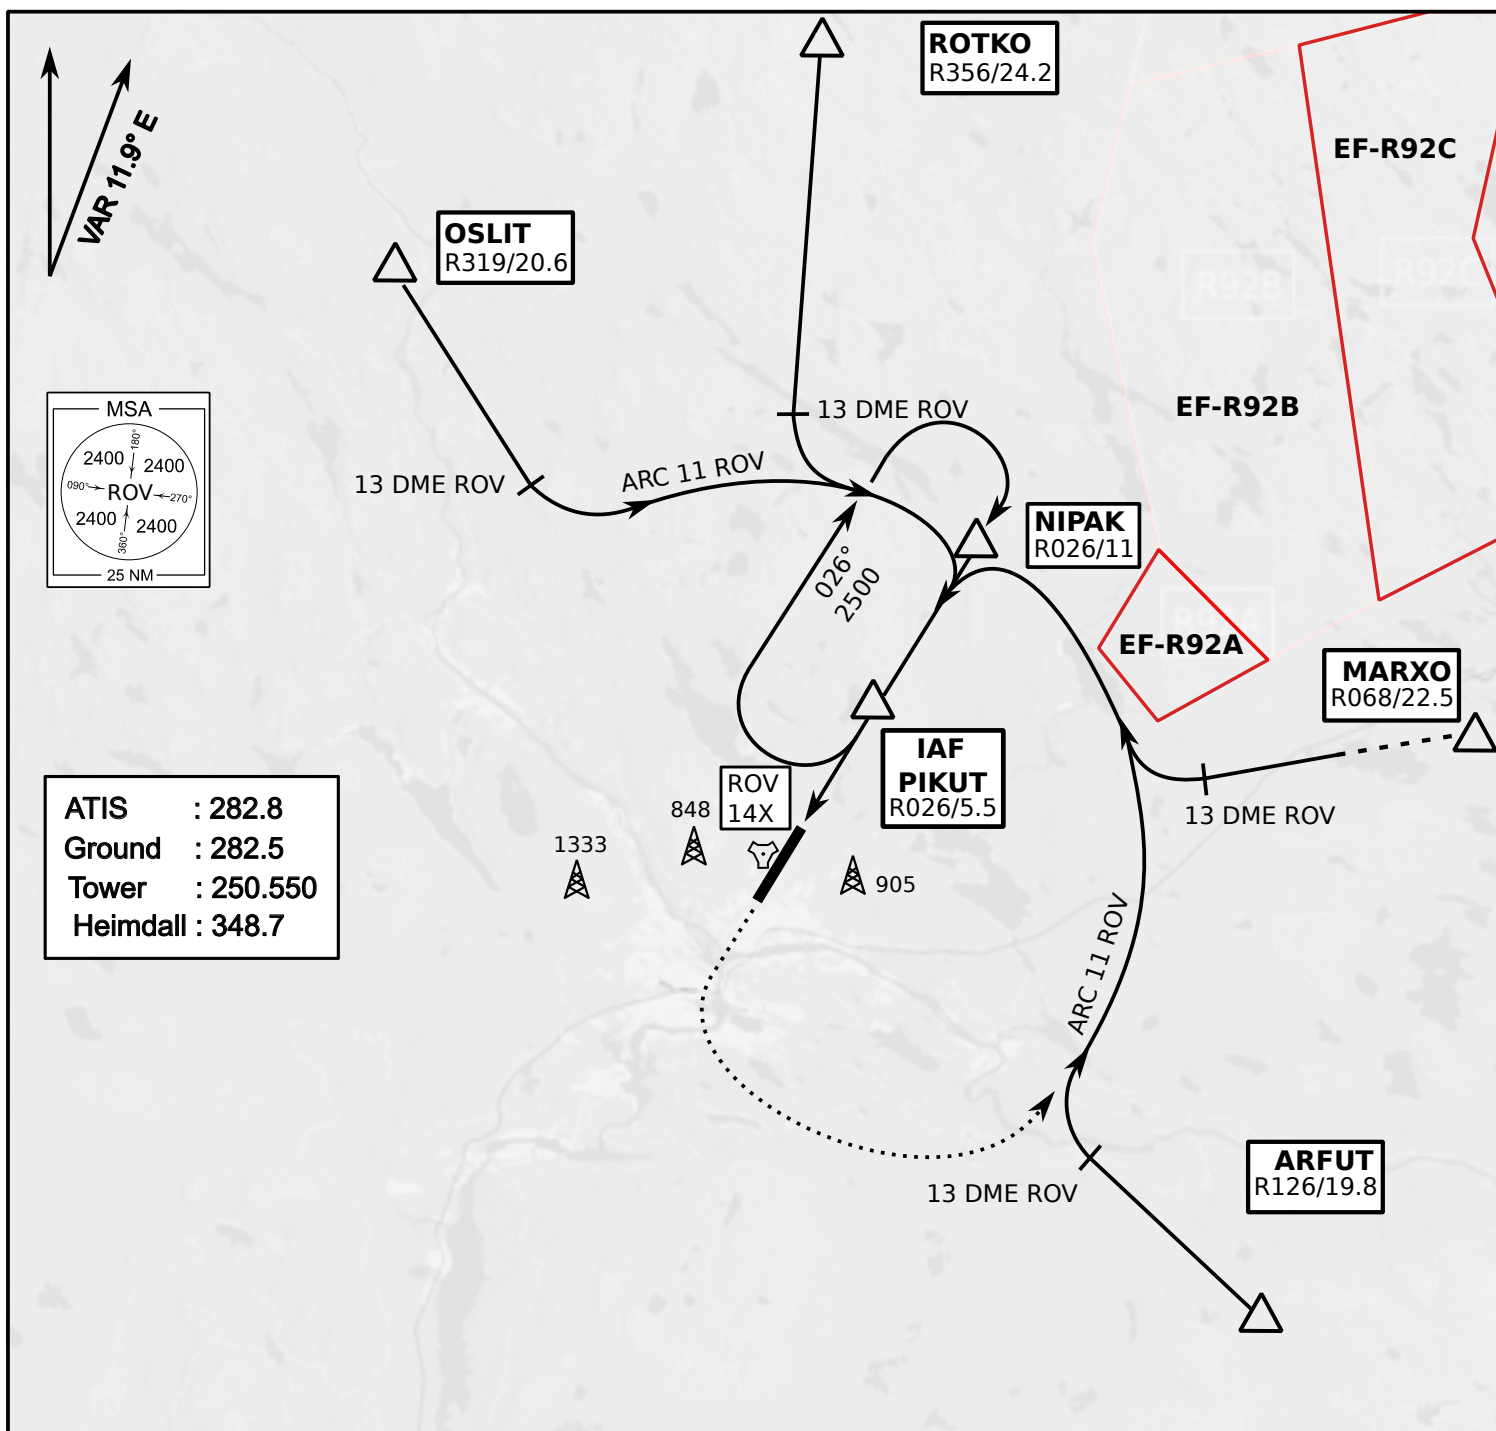 ROTKO
R356/24.2
EF-R92C
VAR 11.9° E
OSLIT
R319/20.6
R92B
R92C
MSA
2400
180°
2400
090°
ROV
270°
2400
360°
2400
25 NM
EF-R92B
13 DME ROV
ARC 11 ROV
13 DME ROV
NIPAK
R026/11
026°
2500
R92A
EF-R92A
MARXO
R068/22.5
IAF
PIKUT
R026/5.5
ROV
14X
848
1333
905
13 DME ROV
ATIS : 282.8
Ground : 282.5
Tower : 250.550
Heimdall : 348.7
ARC 11 ROV
13 DME ROV
ARFUT
R126/19.8